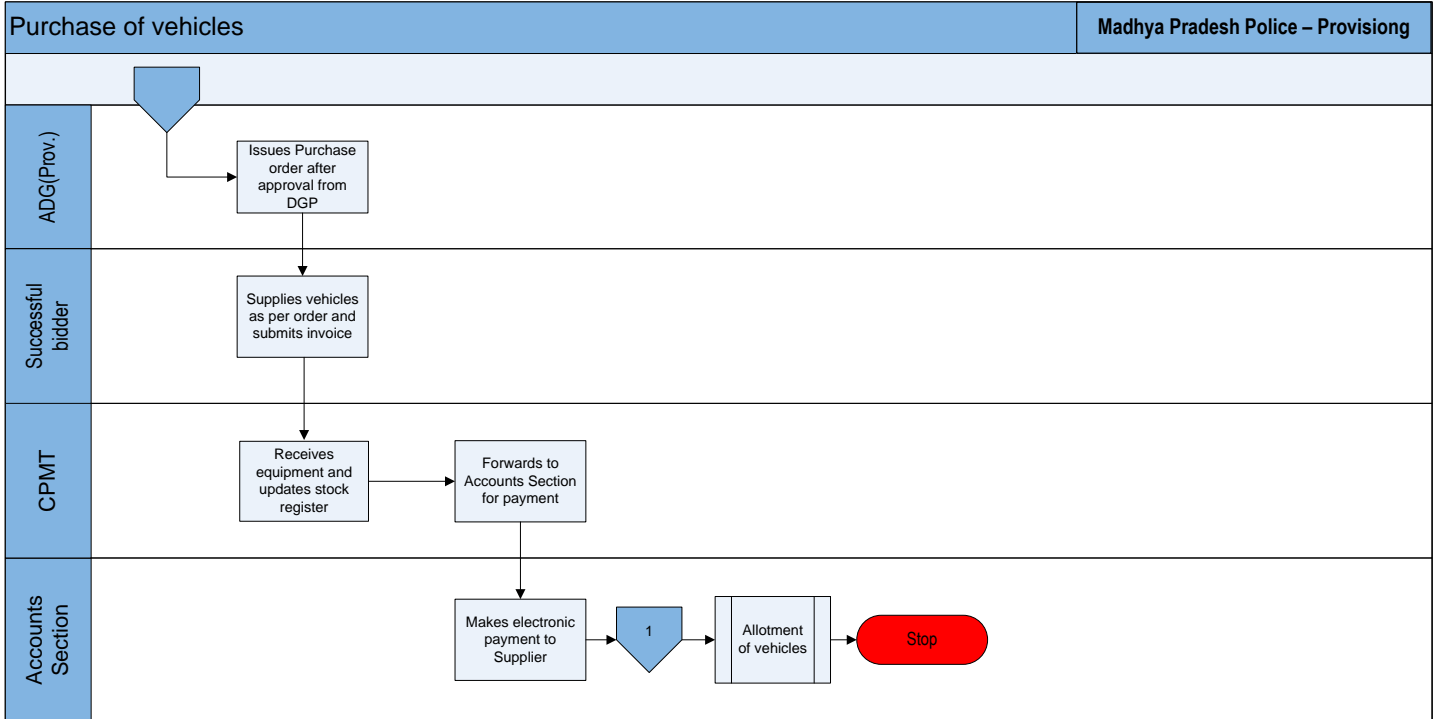 Purchase of vehicles
Madhya Pradesh Police – Provisiong
ADG(Prov.)
Issues Purchase
order after
approval from
DGP
Successful
bidder
Supplies vehicles
as per order and
submits invoice
CPMT
Receives
equipment and
updates stock
register
Forwards to
Accounts Section
for payment
Accounts
Section
Makes electronic
payment to
Supplier
1
Allotment
of vehicles
Stop